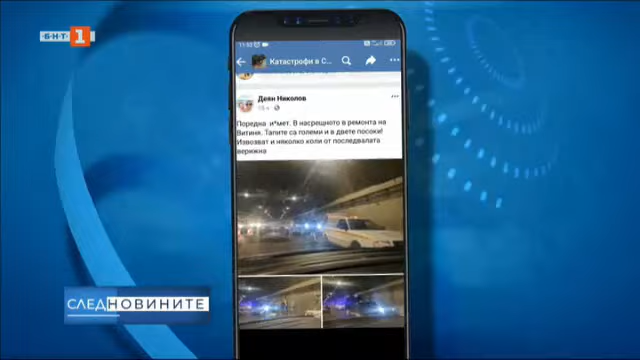 БНТ 1
11:52
Катастрофи в С...
Деян Николов
Поредна и*мет. В насрещното в ремонта на
Витиня. Тапите са големи и в двете посоки!
Извозват и няколко коли от последвалата
верижна
СЛЕДНОВИНИТЕ